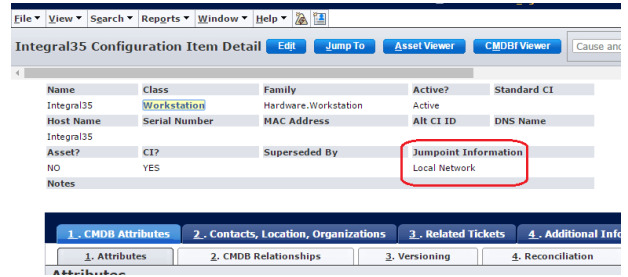 File View Search Reports Window Help
Integral35 Configuration Item Detail Edit Jump To Asset Viewer CMDBf Viewer Cause and
Name Class Family Active? Standard CI
Integral35 Workstation Hardware.Workstation Active
Host Name Serial Number MAC Address Alt CI ID DNS Name
Integral35
Asset? CI? Superseded By Jumpoint Information
NO YES Local Network
Notes
1. CMDB Attributes 2. Contacts, Location, Organizations 3. Related Tickets 4. Additional Info
1. Attributes 2. CMDB Relationships 3. Versioning 4. Reconciliation
Attributes